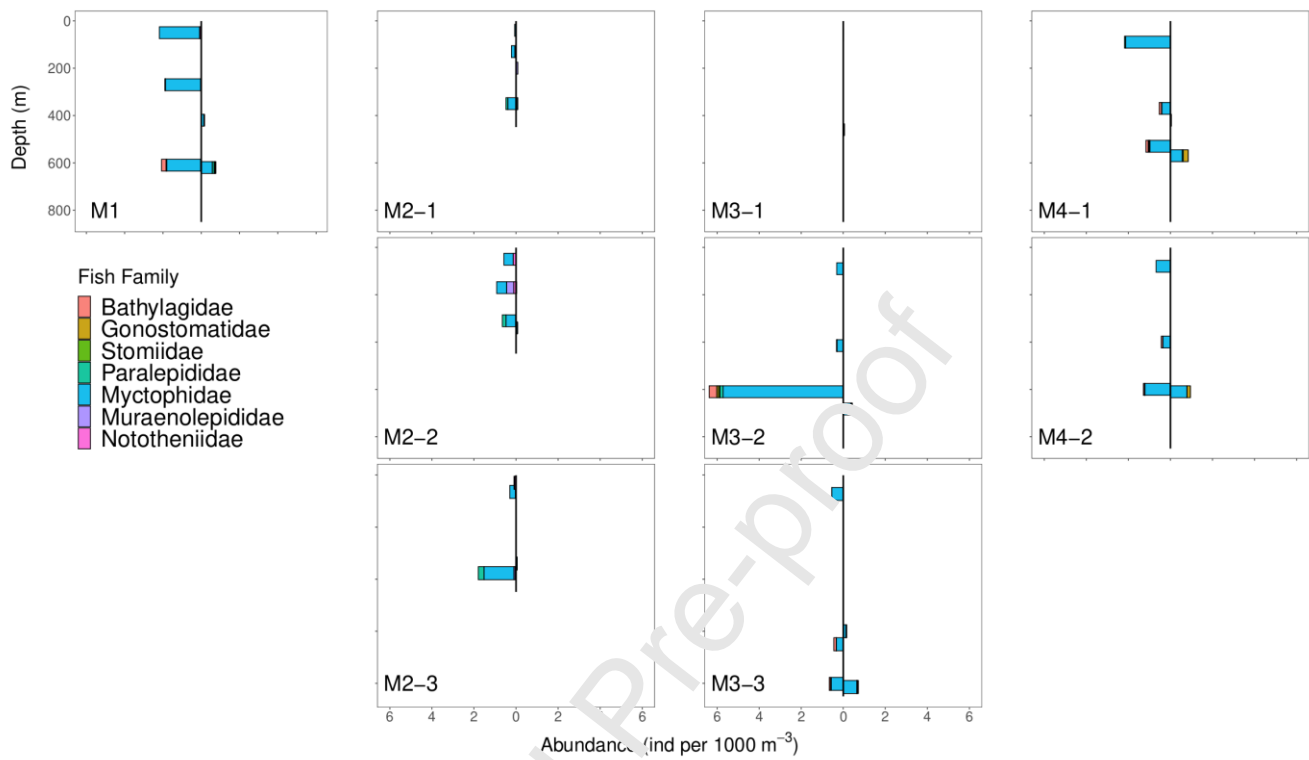 0
200
400
600
800
Depth (m)
M1
M2−1
M3−1
M4−1
Fish Family
Bathylagidae
Gonostomatidae
Stomiidae
Paralepididae
Myctophidae
Muraenolepididae
Nototheniidae
M2−2
M3−2
M4−2
M2−3
M3−3
6 4 2 0 2 4 6
6 4 2 0 2 4 6
Abundance (ind per 1000 m⁻³)
Pre-proof